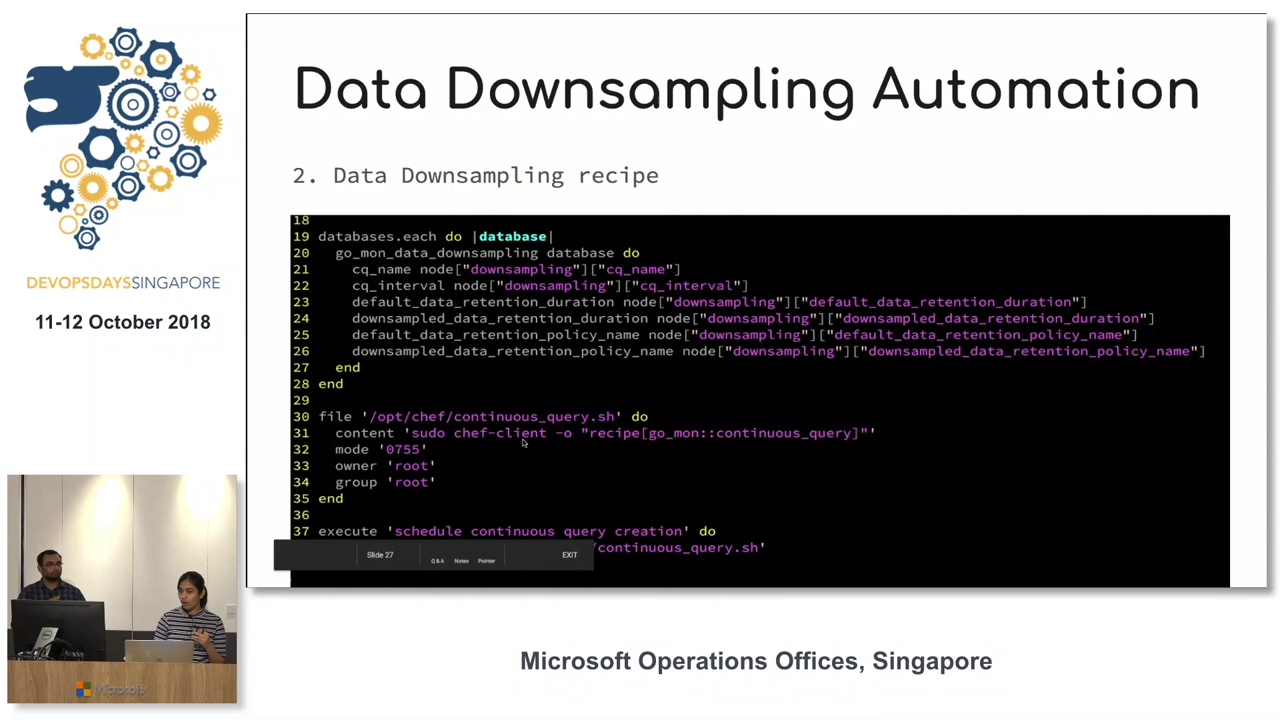 DEVOPSDAYSSINGAPORE
11-12 October 2018
Data Downsampling Automation
2. Data Downsampling recipe
18
19 databases.each do |database|
20 go_mon_data_downsampling database do
21 cq_name node["downsampling"]["cq_name"]
22 cq_interval node["downsampling"]["cq_interval"]
23 default_data_retention_duration node["downsampling"]["default_data_retention_duration"]
24 downsampled_data_retention_duration node["downsampling"]["downsampled_data_retention_duration"]
25 default_data_retention_policy_name node["downsampling"]["default_data_retention_policy_name"]
26 downsampled_data_retention_policy_name node["downsampling"]["downsampled_data_retention_policy_name"]
27 end
28 end
29
30 file '/opt/chef/continuous_query.sh' do
31 content 'sudo chef-client -o "recipe[go_mon::continuous_query]"'
32 mode '0755'
33 owner 'root'
34 group 'root'
35 end
36
37 execute 'schedule continuous query creation' do
/continuous_query.sh'
Slide 27
Q&A Notes Pointer
EXIT
Microsoft
Microsoft Operations Offices, Singapore